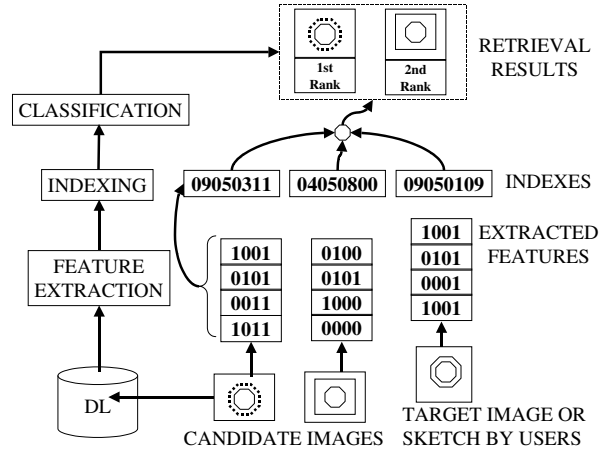 1st
Rank
2nd
Rank
RETRIEVAL
RESULTS
CLASSIFICATION
INDEXING
09050311
04050800
09050109
INDEXES
FEATURE
EXTRACTION
1001
0101
0011
1011
0100
0101
1000
0000
1001
0101
0001
1001
EXTRACTED
FEATURES
DL
CANDIDATE IMAGES
TARGET IMAGE OR
SKETCH BY USERS